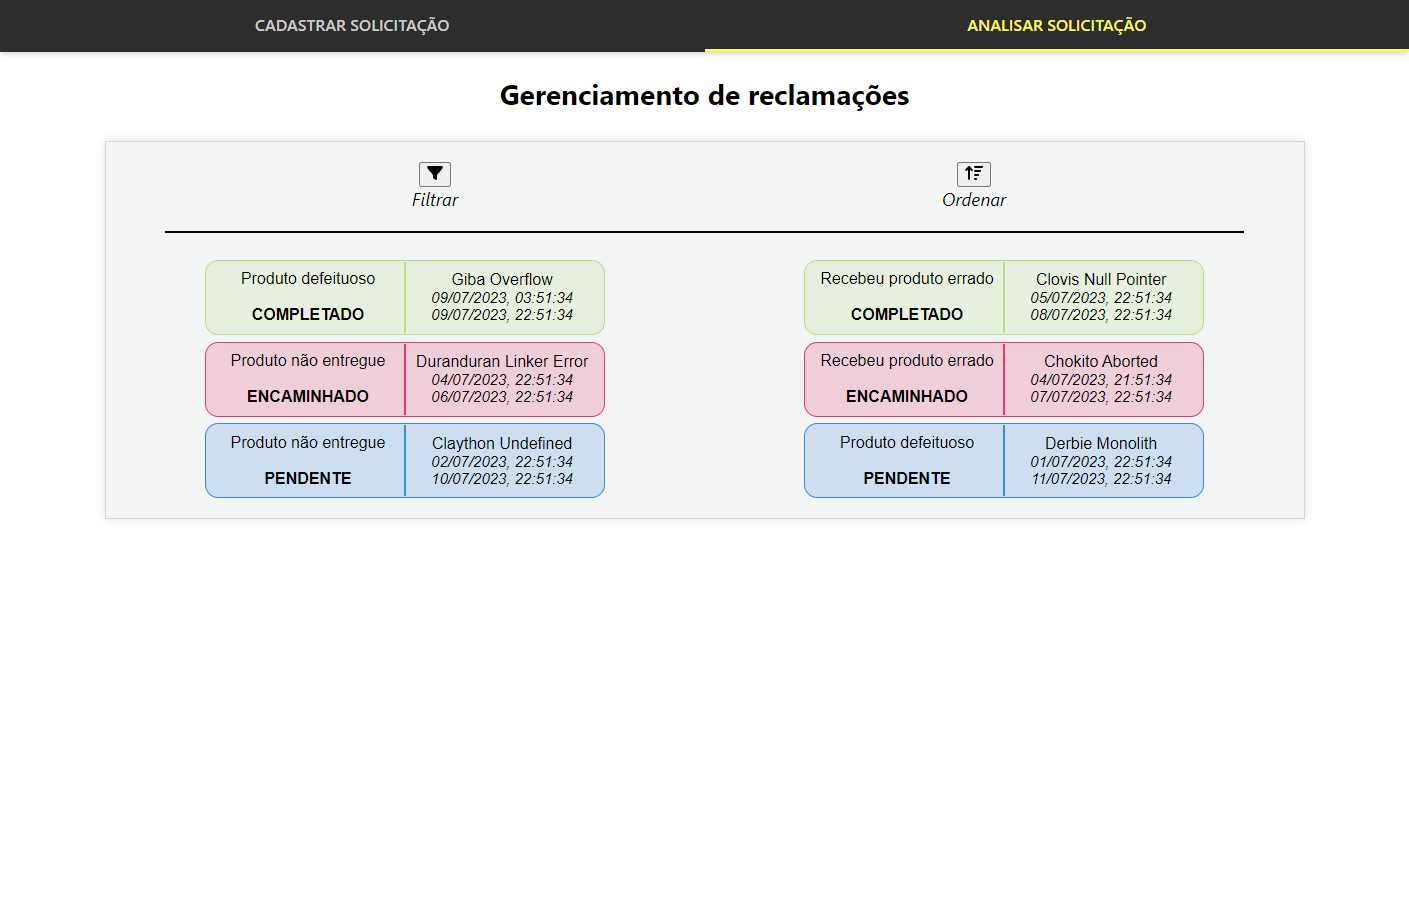 CADASTRAR SOLICITAÇÃO
ANALISAR SOLICITAÇÃO
Gerenciamento de reclamações
Filtrar
Ordenar
Produto defeituoso
COMPLETADO
Giba Overflow
09/07/2023, 03:51:34
09/07/2023, 22:51:34
Recebeu produto errado
COMPLETADO
Clovis Null Pointer
05/07/2023, 22:51:34
08/07/2023, 22:51:34
Produto não entregue
ENCAMINHADO
Duranduran Linker Error
04/07/2023, 22:51:34
06/07/2023, 22:51:34
Recebeu produto errado
ENCAMINHADO
Chokito Aborted
04/07/2023, 21:51:34
07/07/2023, 22:51:34
Produto não entregue
PENDENTE
Claython Undefined
02/07/2023, 22:51:34
10/07/2023, 22:51:34
Produto defeituoso
PENDENTE
Derbie Monolith
01/07/2023, 22:51:34
11/07/2023, 22:51:34